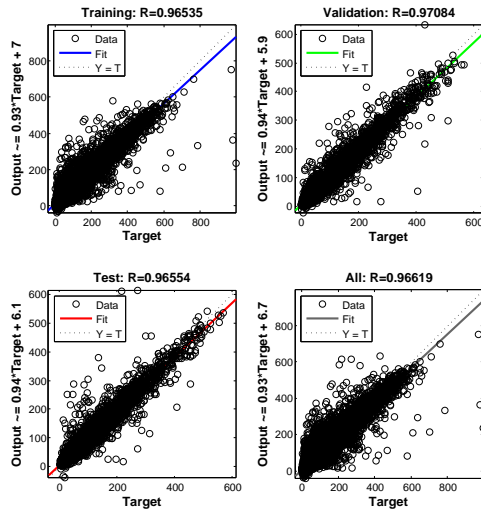 Training: R=0.96535
Output ~= 0.93*Target + 7
Data
Fit
Y = T
800
600
400
200
0
0 200 400 600 800
Target
Validation: R=0.97084
Output ~= 0.94*Target + 5.9
Data
Fit
Y = T
600
500
400
300
200
100
0
0 200 400 600
Target
Test: R=0.96554
Output ~= 0.94*Target + 6.1
Data
Fit
Y = T
600
500
400
300
200
100
0
0 200 400 600
Target
All: R=0.96619
Output ~= 0.93*Target + 6.7
Data
Fit
Y = T
1000
800
600
400
200
0
0 200 400 600 800
Target